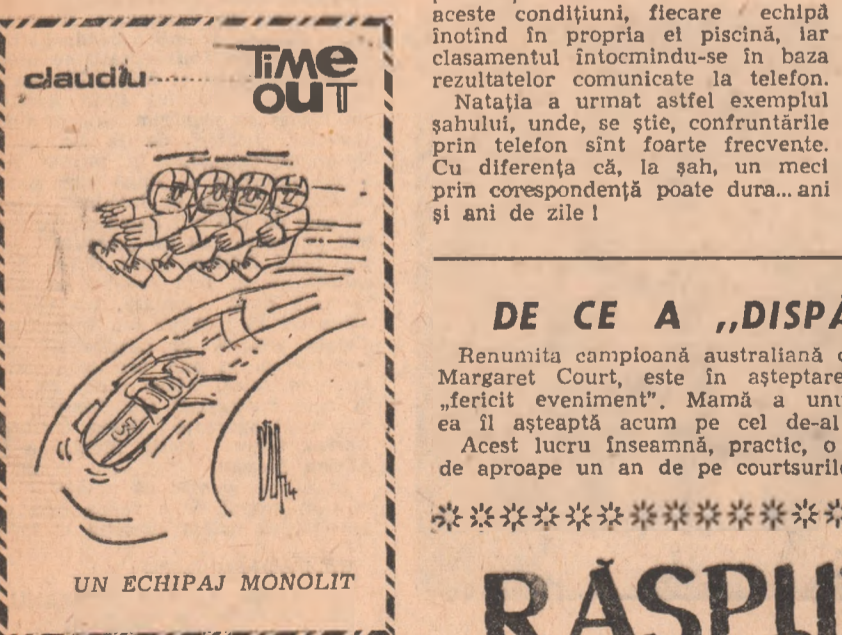 claudiu
TIME
OUT
UN ECHIPAJ MONOLIT
aceste condițiuni, fiecare echipă
înotînd în propria ei piscină, iar
clasamentul întocmindu-se în baza
rezultatelor comunicate la telefon.
Natația a urmat astfel exemplul
șahului, unde, se știe, confruntările
prin telefon sînt foarte frecvente.
Cu diferența că, la șah, un meci
prin corespondență poate dura... ani
și ani de zile !
DE CE A „DISPĂ
Renumita campioană australiană
Margaret Court, este în așteptare
„fericit eveniment”. Mamă a unu
ea îl așteaptă acum pe cel de-al
Acest lucru înseamnă, practic, o
de aproape un an de pe courtsuril
RĂSPU